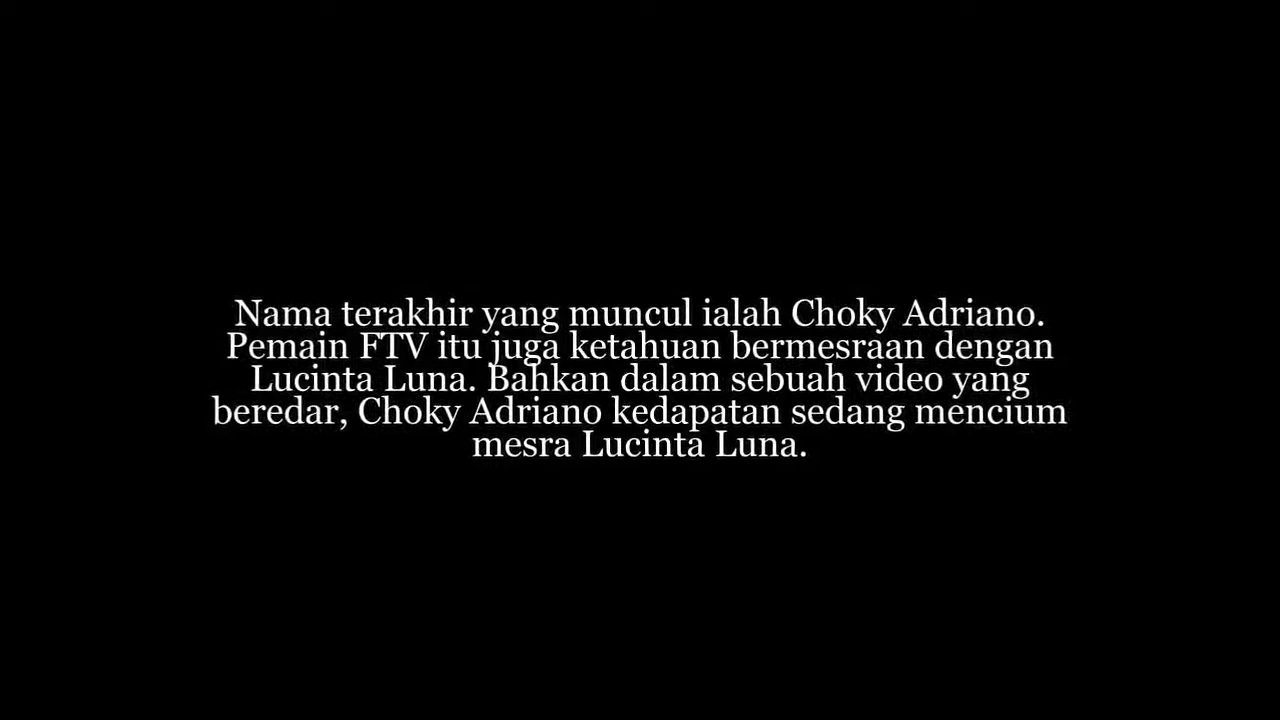 Nama terakhir yang muncul ialah Choky Adriano.
Pemain FTV itu juga ketahuan bermesraan dengan
Lucinta Luna. Bahkan dalam sebuah video yang
beredar, Choky Adriano kedapatan sedang mencium
mesra Lucinta Luna.